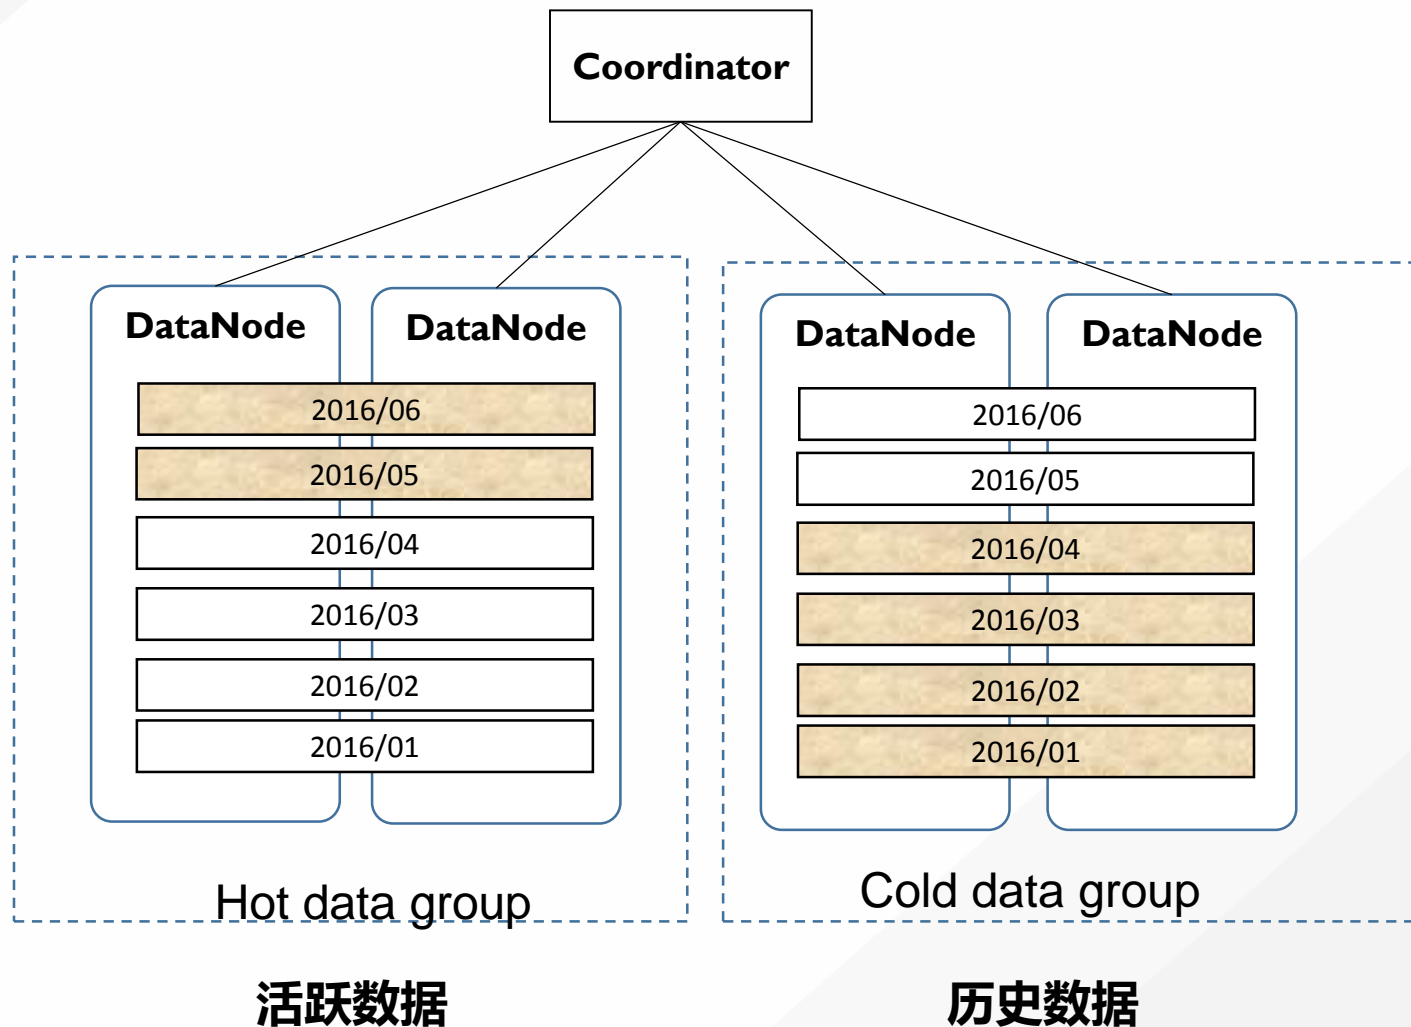 Coordinator
DataNode
DataNode
2016/06
2016/05
2016/04
2016/03
2016/02
2016/01
Hot data group
活跃数据
DataNode
DataNode
2016/06
2016/05
2016/04
2016/03
2016/02
2016/01
Cold data group
历史数据